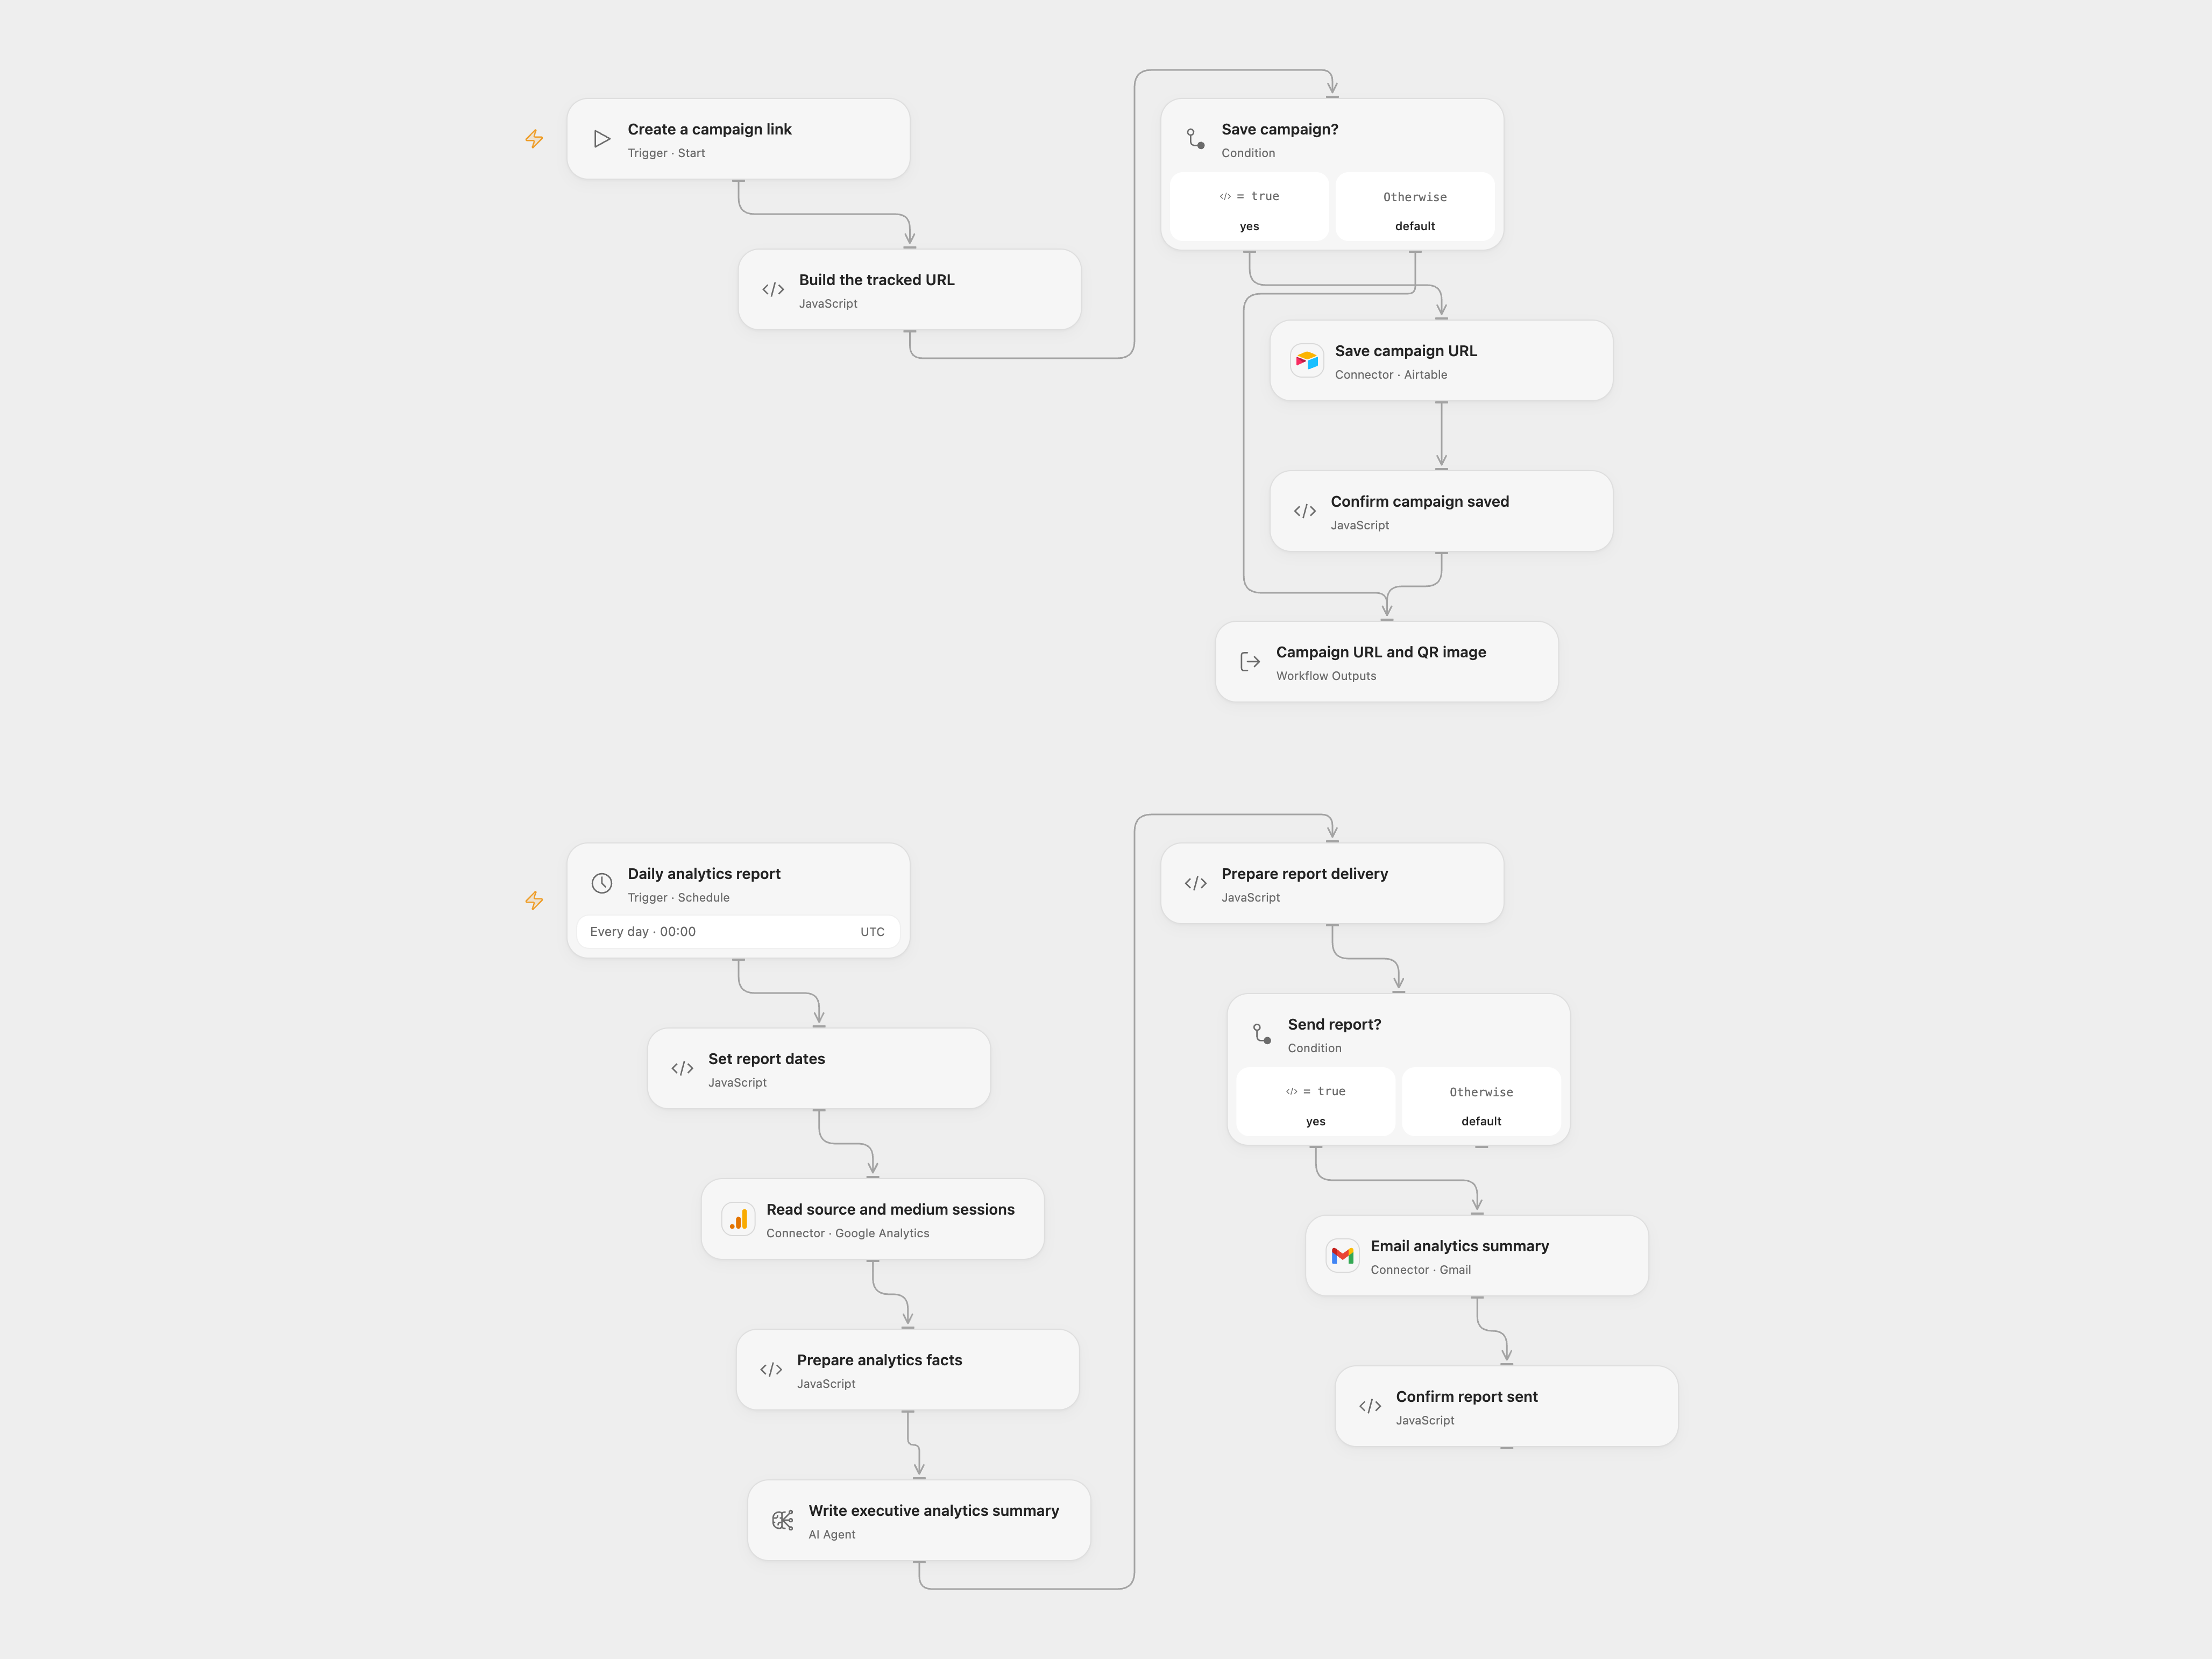 Create a campaign link
Trigger · Start
Build the tracked URL
JavaScript
Save campaign?
Condition
</> = true
yes
Otherwise
default
Save campaign URL
Connector · Airtable
Confirm campaign saved
JavaScript
Campaign URL and QR image
Workflow Outputs
Daily analytics report
Trigger · Schedule
Every day · 00:00 UTC
Set report dates
JavaScript
Read source and medium sessions
Connector · Google Analytics
Prepare analytics facts
JavaScript
Write executive analytics summary
AI Agent
Prepare report delivery
JavaScript
Send report?
Condition
</> = true
yes
Otherwise
default
Email analytics summary
Connector · Gmail
Confirm report sent
JavaScript